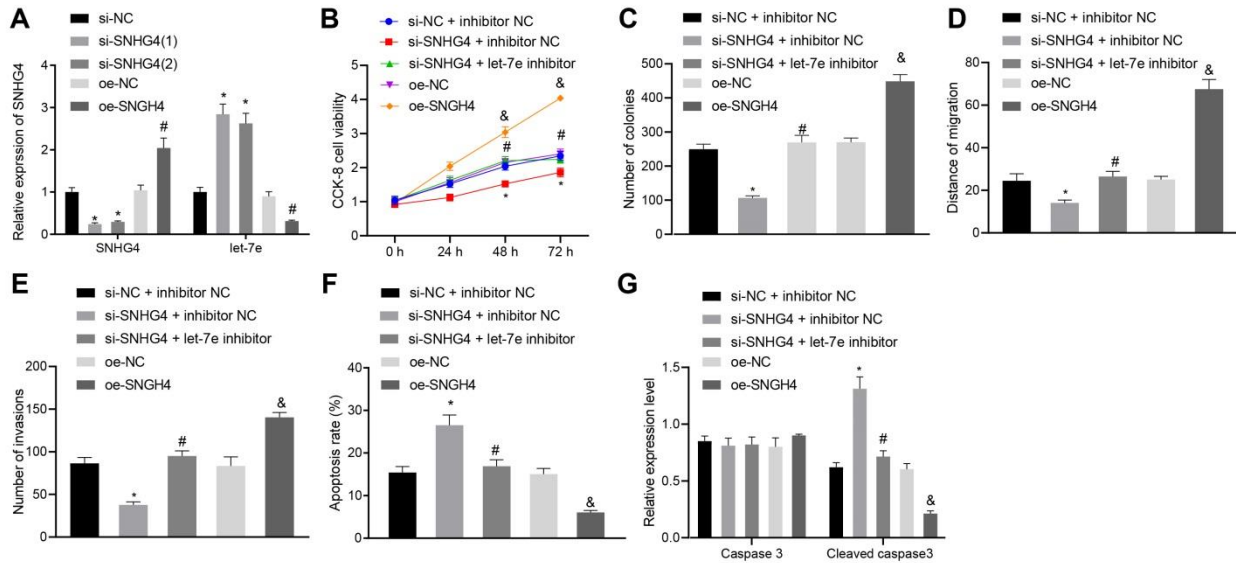 A
si-NC
si-SNHG4(1)
si-SNHG4(2)
oe-NC
oe-SNGH4
Relative exprssion of SNHG4
4
3
2
1
0
* * # * * #
SNHG4 let-7e
B
si-NC + inhibitor NC
si-SNHG4 + inhibitor NC
si-SNHG4 + let-7e inhibitor
oe-NC
oe-SNGH4
CCK-8 cell viability
5
4
3
2
1
0
& &
# #
* *
0 h 24 h 48 h 72 h
C
si-NC + inhibitor NC
si-SNHG4 + inhibitor NC
si-SNHG4 + let-7e inhibitor
oe-NC
oe-SNGH4
Number of colonies
500
400
300
200
100
0
* # &
D
si-NC + inhibitor NC
si-SNHG4 + inhibitor NC
si-SNHG4 + let-7e inhibitor
oe-NC
oe-SNGH4
Distance of migration
80
60
40
20
0
* # &
E
si-NC + inhibitor NC
si-SNHG4 + inhibitor NC
si-SNHG4 + let-7e inhibitor
oe-NC
oe-SNGH4
Number of invasions
200
150
100
50
0
* # &
F
si-NC + inhibitor NC
si-SNHG4 + inhibitor NC
si-SNHG4 + let-7e inhibitor
oe-NC
oe-SNGH4
Apoptosis rate (%)
40
30
20
10
0
* # &
G
si-NC + inhibitor NC
si-SNHG4 + inhibitor NC
si-SNHG4 + let-7e inhibitor
oe-NC
oe-SNGH4
Relative expression level
1.5
1.0
0.5
0.0
* # &
Caspase 3 Cleaved caspase3